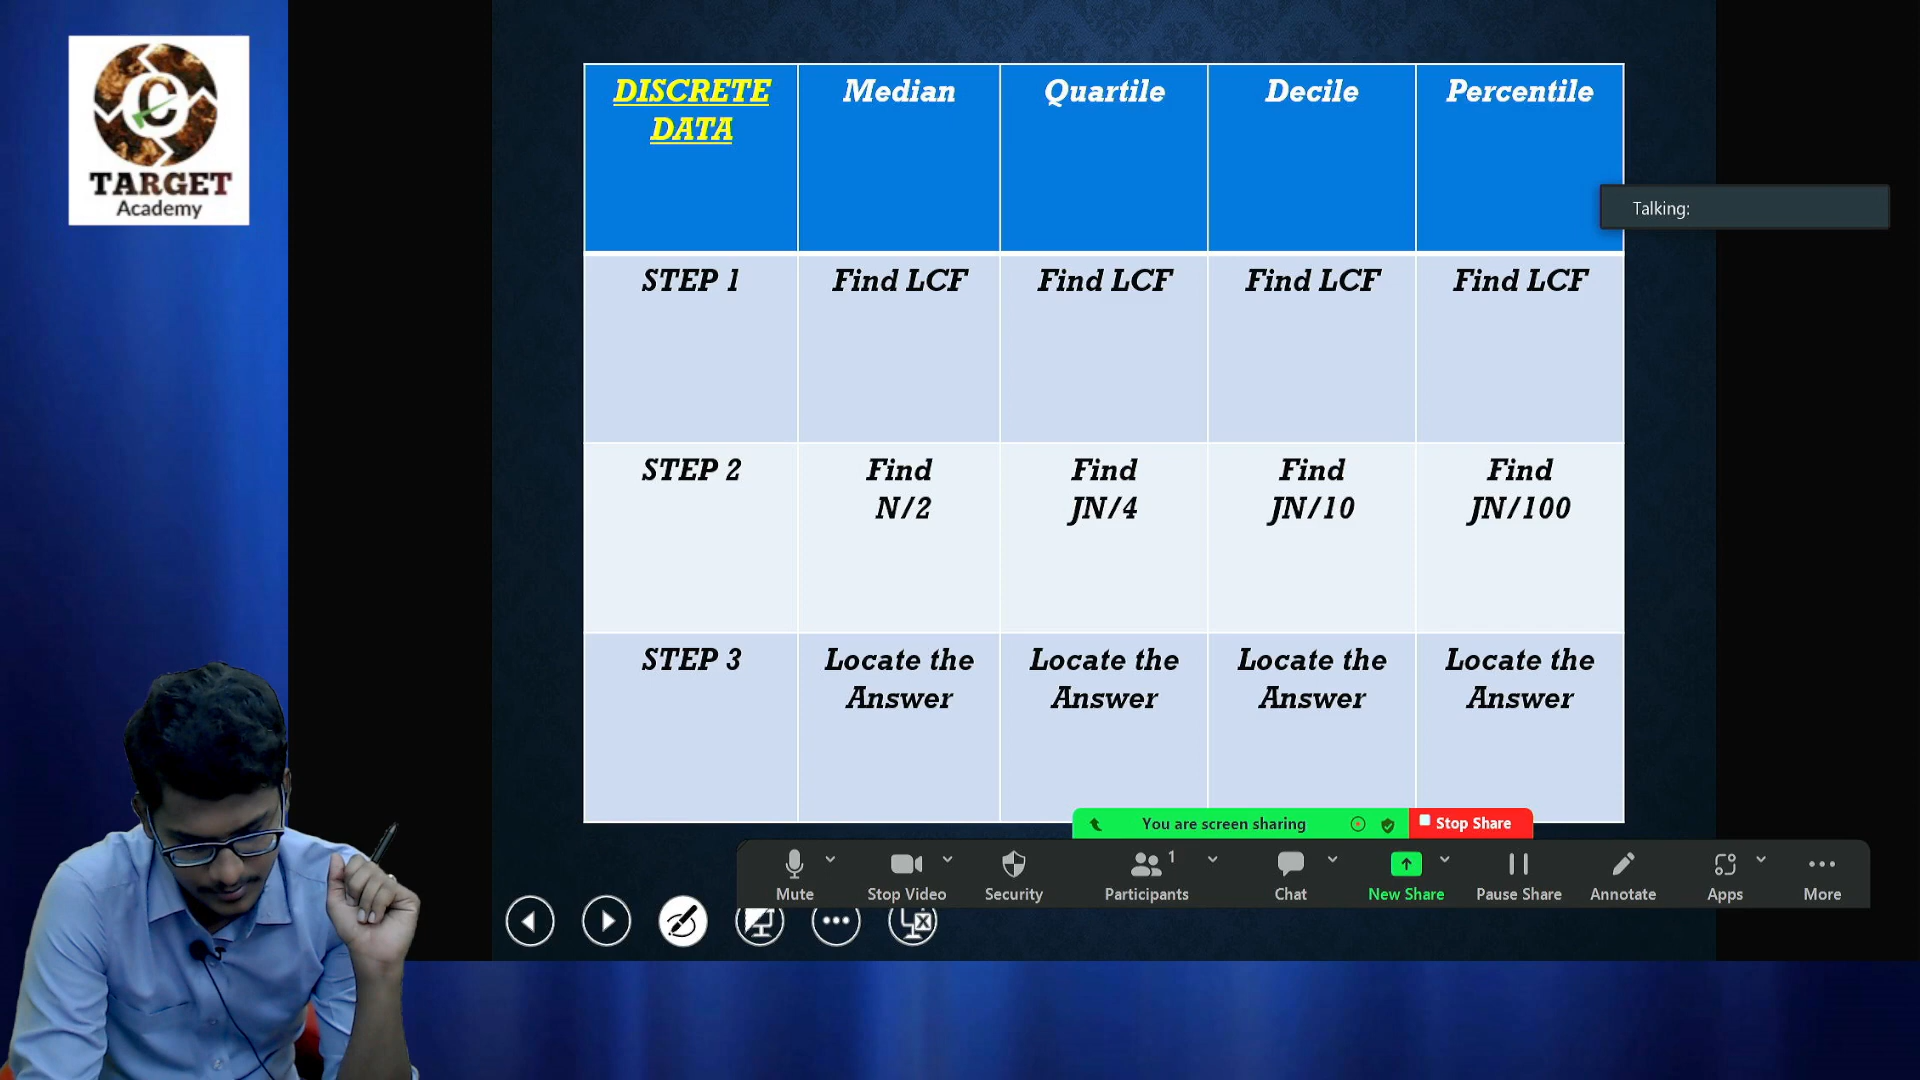 C
TARGET
Academy
DISCRETE
DATA
Median
Quartile
Decile
Percentile
Talking:
STEP 1
Find LCF
Find LCF
Find LCF
Find LCF
STEP 2
Find
N/2
Find
JN/4
Find
JN/10
Find
JN/100
STEP 3
Locate the
Answer
Locate the
Answer
Locate the
Answer
Locate the
Answer
You are screen sharing
Stop Share
1
Mute
Stop Video
Security
Participants
Chat
New Share
Pause Share
Annotate
Apps
More